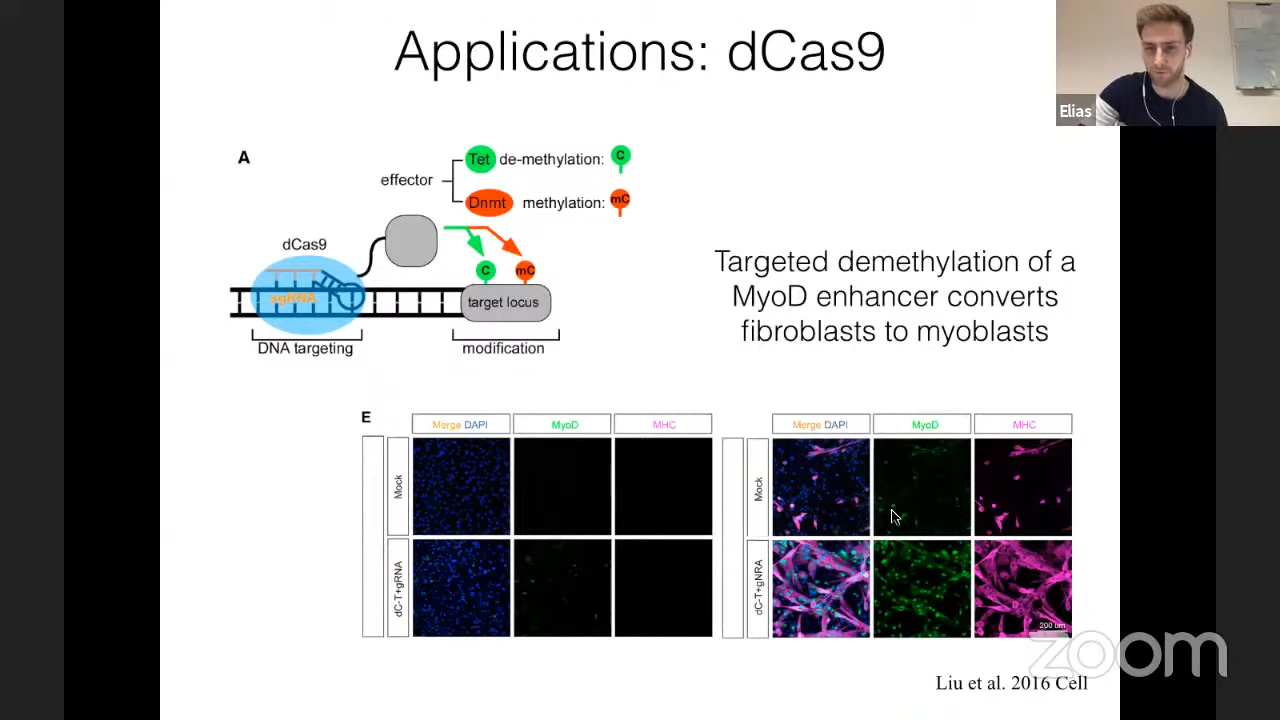 Applications: dCas9
Elias
A
effector
Tet de-methylation: C
Dnmt methylation: mC
dCas9
sgRNA
C
mC
target locus
DNA targeting
modification
Targeted demethylation of a
MyoD enhancer converts
fibroblasts to myoblasts
E
Merge DAPI
MyoD
MHC
Mock
dC-T+gRNA
Merge DAPI
MyoD
MHC
Mock
dC-T+gNRA
200 um
zoom
Liu et al. 2016 Cell